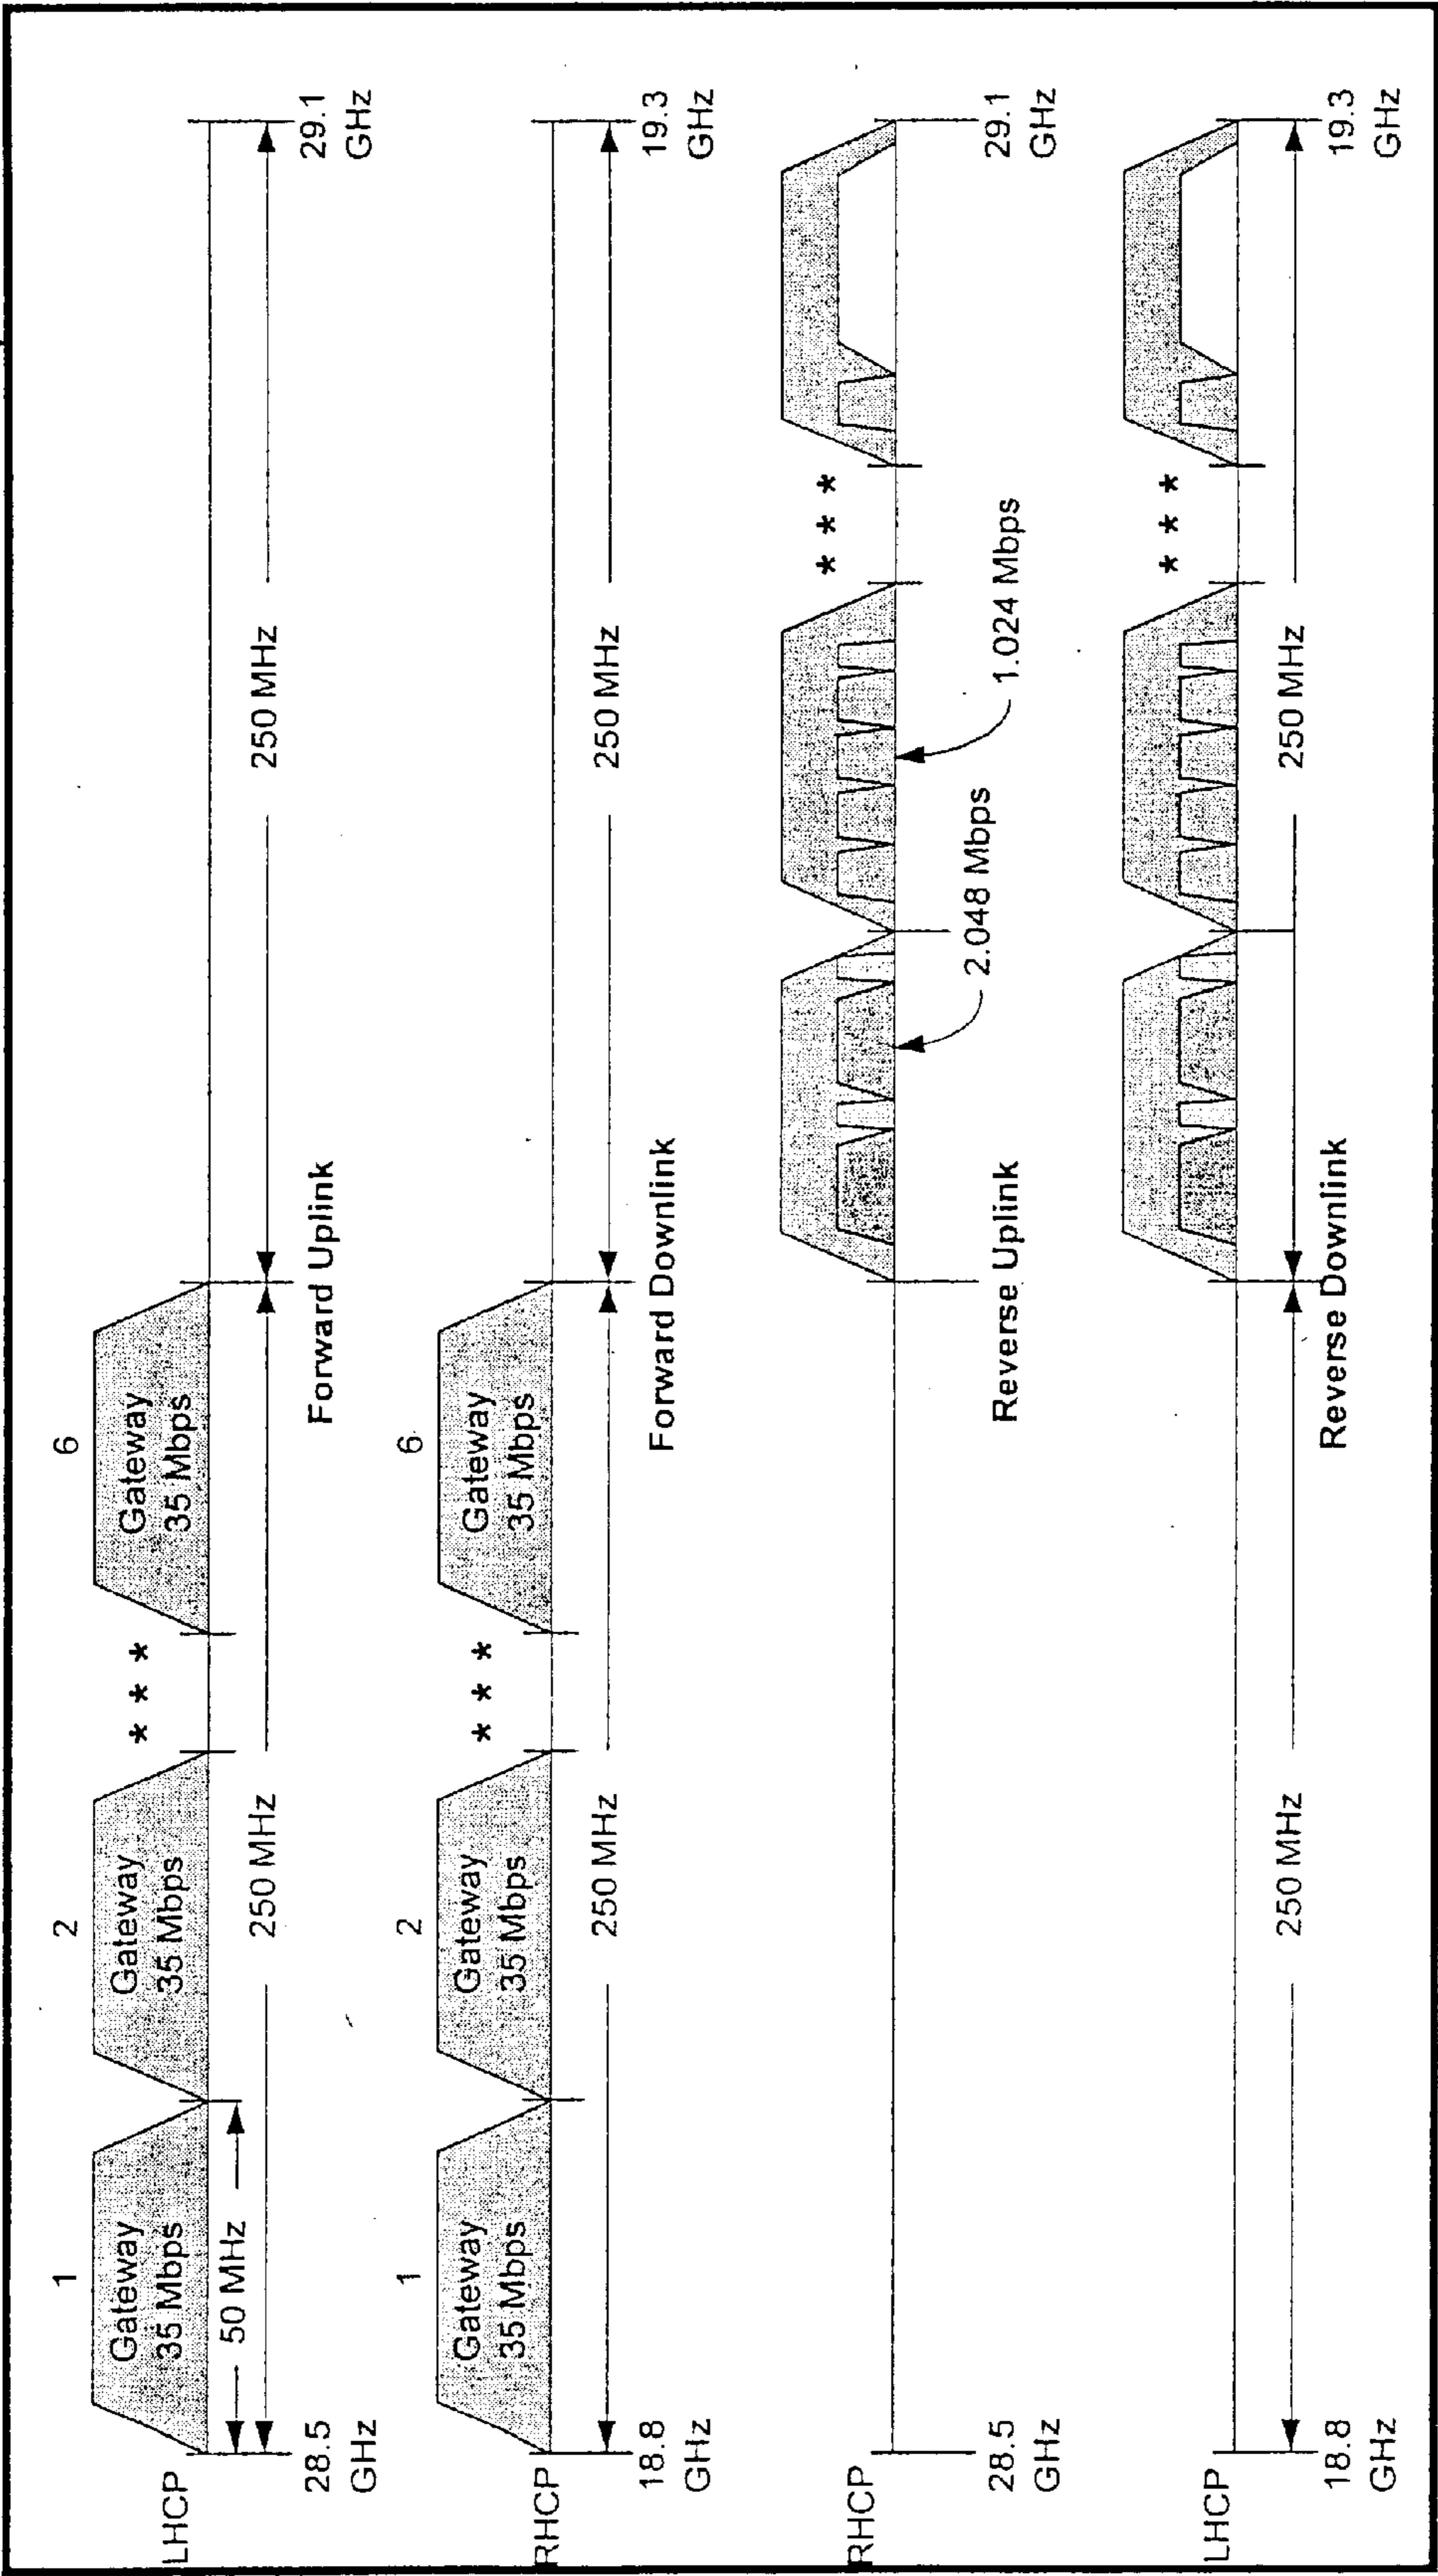 1 2 6
LHCP
Gateway
35 Mbps
Gateway
35 Mbps
* * *
Gateway
35 Mbps
50 MHz
250 MHz 250 MHz
28.5
GHz
Forward Uplink
29.1
GHz
1 2 6
RHCP
Gateway
35 Mbps
Gateway
35 Mbps
* * *
Gateway
35 Mbps
250 MHz 250 MHz
18.8
GHz
Forward Downlink
19.3
GHz
RHCP
* * *
2.048 Mbps
1.024 Mbps
28.5
GHz
Reverse Uplink
29.1
GHz
LHCP
* * *
250 MHz 250 MHz
18.8
GHz
Reverse Downlink
19.3
GHz